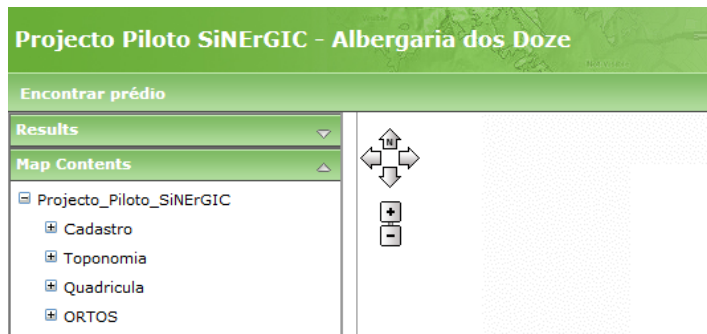 Projecto Piloto SiNErGIC - Albergaria dos Doze
Encontrar prédio
Results
Map Contents
N
Projecto_Piloto_SiNErGIC
Cadastro
Toponomia
Quadricula
ORTOS